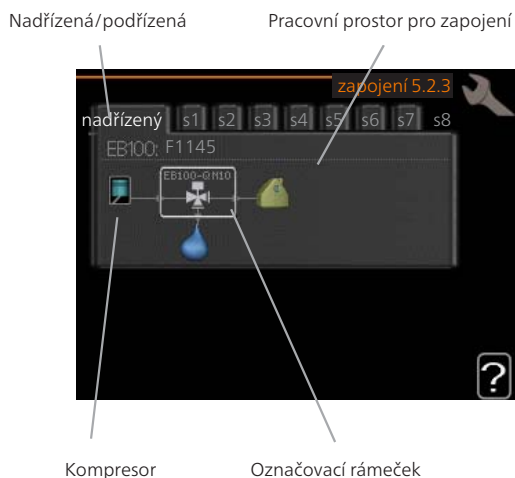 Nadřízená/podřízená Pracovní prostor pro zapojení
zapojení 5.2.3
nadřízený s1 s2 s3 s4 s5 s6 s7 s8
EB100: F1145
EB100-QM10
?
Kompresor Označovací rámeček